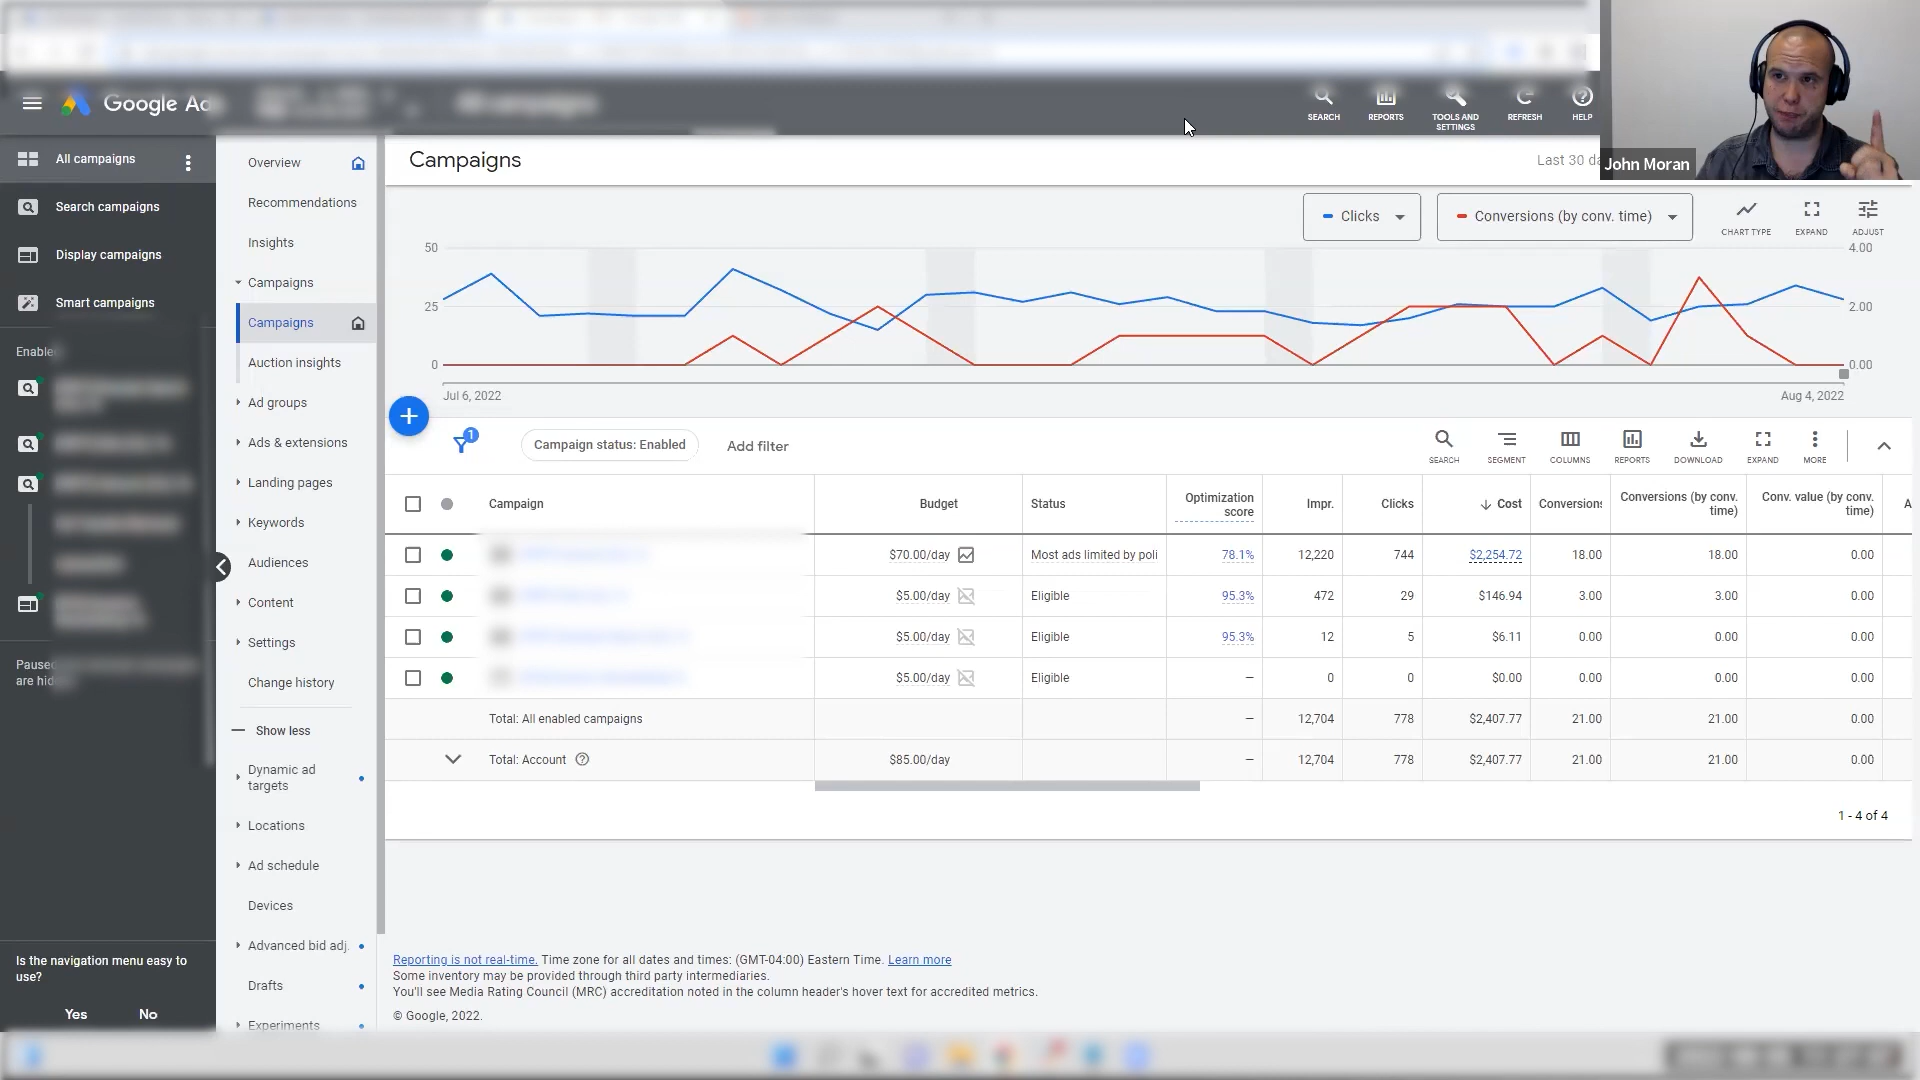 Google Ad
SEARCH
REPORTS
TOOLS AND
SETTINGS
REFRESH
HELP
John Moran
All campaigns
Search campaigns
Display campaigns
Smart campaigns
Enable
Paused
are hid
Is the navigation menu easy to
use?
Yes
No
Overview
Recommendations
Insights
Campaigns
Campaigns
Auction insights
Ad groups
Ads & extensions
Landing pages
Keywords
Audiences
Content
Settings
Change history
Show less
Dynamic ad
targets
Locations
Ad schedule
Devices
Advanced bid adj.
Drafts
Experiments
Campaigns
Last 30 da
Clicks
Conversions (by conv. time)
CHART TYPE
EXPAND
ADJUST
50
25
0
4.00
2.00
0.00
Jul 6, 2022
Aug 4, 2022
1
Campaign status: Enabled
Add filter
SEARCH
SEGMENT
COLUMNS
REPORTS
DOWNLOAD
EXPAND
MORE
Campaign Budget Status Optimization score Impr. Clicks Cost Conversions Conversions (by conv. time) Conv. value (by conv. time) A
$70.00/day Most ads limited by poli 78.1% 12,220 744 $2,254.72 18.00 18.00 0.00
$5.00/day Eligible 95.3% 472 29 $146.94 3.00 3.00 0.00
$5.00/day Eligible 95.3% 12 5 $6.11 0.00 0.00 0.00
$5.00/day Eligible — 0 0 $0.00 0.00 0.00 0.00
Total: All enabled campaigns — 12,704 778 $2,407.77 21.00 21.00 0.00
Total: Account $85.00/day — 12,704 778 $2,407.77 21.00 21.00 0.00
1 - 4 of 4
Reporting is not real-time. Time zone for all dates and times: (GMT-04:00) Eastern Time. Learn more
Some inventory may be provided through third party intermediaries.
You'll see Media Rating Council (MRC) accreditation noted in the column header's hover text for accredited metrics.
© Google, 2022.